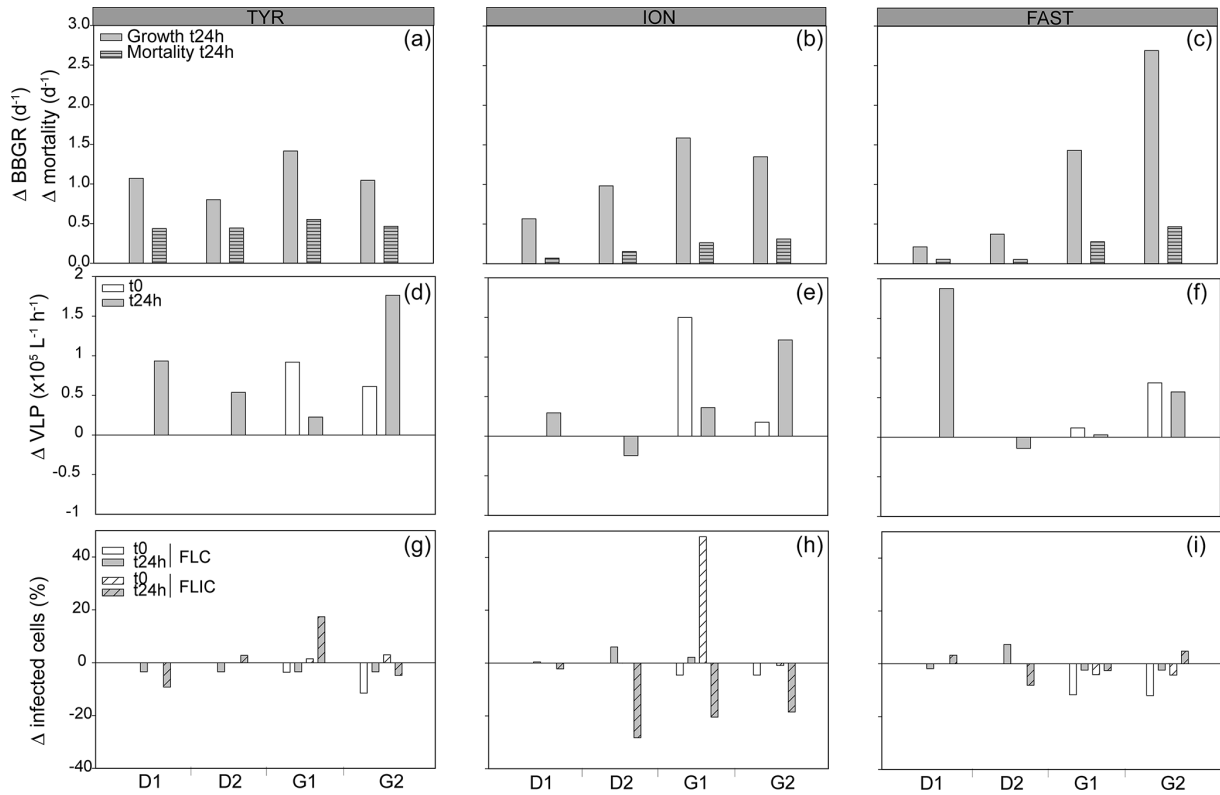 TYR ION FAST
3.0
2.5
2.0
1.5
1.0
0.5
0.0
Δ BBGR (d⁻¹)
Δ mortality (d⁻¹)
Growth t24h
Mortality t24h
(a)
(b)
(c)
2
1.5
1
0.5
0
-0.5
-1
Δ VLP (x10⁵ L⁻¹ h⁻¹)
t0
t24h
(d)
(e)
(f)
40
20
0
-20
-40
Δ infected cells (%)
t0
t24h
FLC
t0
t24h
FLIC
(g)
(h)
(i)
D1 D2 G1 G2 D1 D2 G1 G2 D1 D2 G1 G2